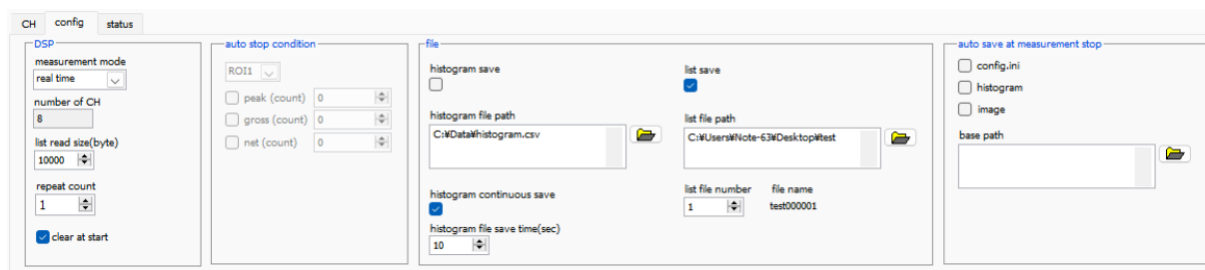 CH config status
DSP
measurement mode
real time
number of CH
8
list read size(byte)
10000
repeat count
1
clear at start
auto stop condition
ROI1
peak (count) 0
gross (count) 0
net (count) 0
file
histogram save
histogram file path
C:¥Data¥histogram.csv
histogram continuous save
histogram file save time(sec)
10
list save
list file path
C:¥Users¥Note-63¥Desktop¥test
list file number file name
1 test000001
auto save at measurement stop
config.ini
histogram
image
base path